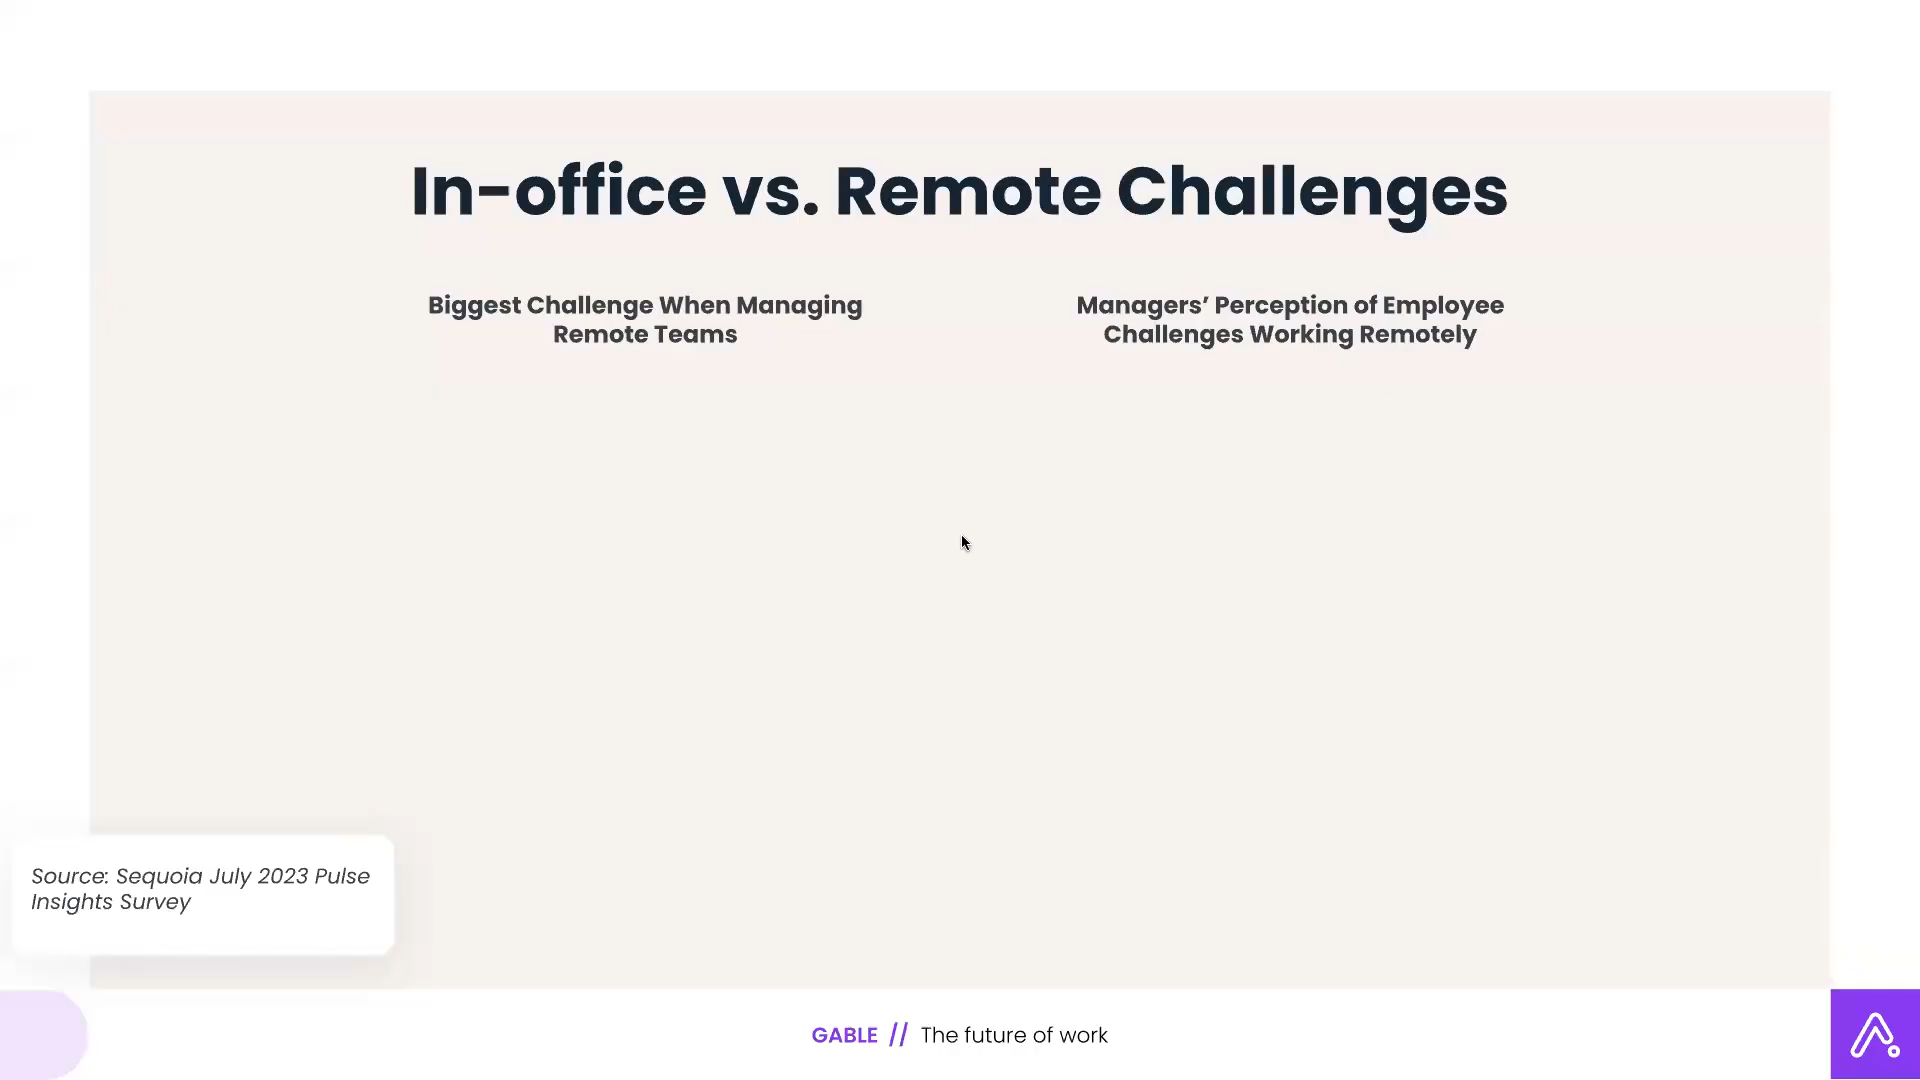 In-office vs. Remote Challenges
Biggest Challenge When Managing
Remote Teams
Managers’ Perception of Employee
Challenges Working Remotely
Source: Sequoia July 2023 Pulse
Insights Survey
GABLE // The future of work